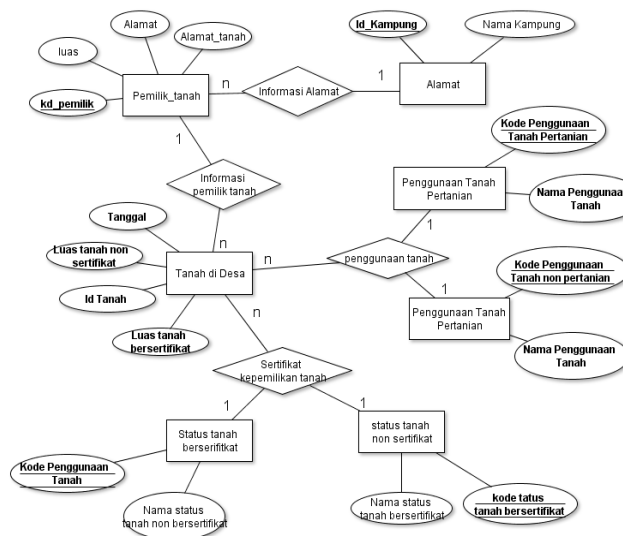 Alamat
Id_Kampung
Nama Kampung
Alamat_tanah
luas
Pemilik_tanah
n
Informasi Alamat
1
Alamat
kd_pemilik
1
Kode Penggunaan
Tanah Pertanian
Informasi
pemilik tanah
Penggunaan Tanah
Pertanian
Nama Penggunaa
Tanah
Tanggal
1
n
Luas tanah non
sertifikat
Tanah di Desa
n
penggunaan tanah
Kode Penggunaan
Tanah non pertanian
Id Tanah
1
Penggunaan Tanah
Pertanian
n
Luas tanah
bersertifikat
Nama Penggunaan
Tanah
Sertifikat
kepemilikan tanah
1
1
Status tanah
berserifitkat
status tanah
non sertifikat
Kode Penggunaan
Tanah
Nama status
tanah non bersertifikat
Nama status
tanah bersertifikat
kode tatus
tanah bersertifikat